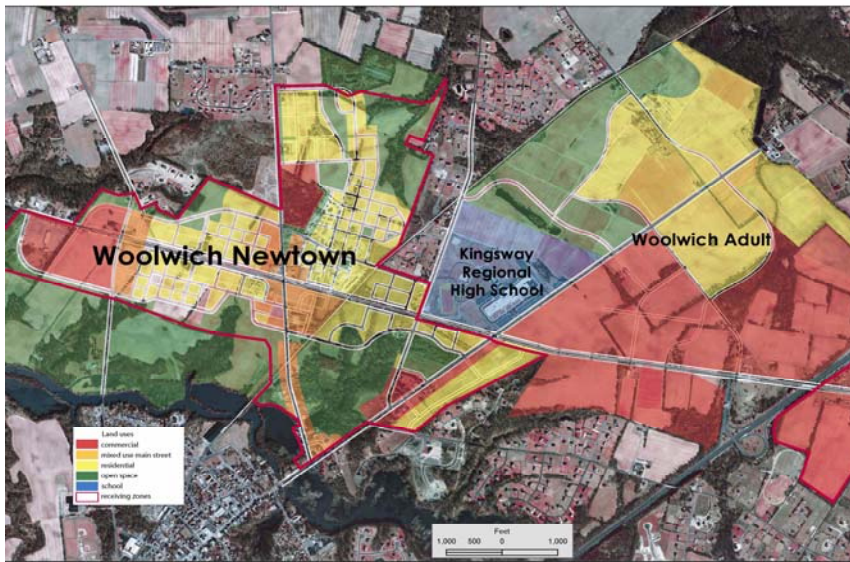 Woolwich Newtown
Kingsway
Regional
High School
Woolwich Adult
Land uses
commercial
mixed use main street
residential
open space
school
receiving zones
Feet
1,000 500 0 1,000